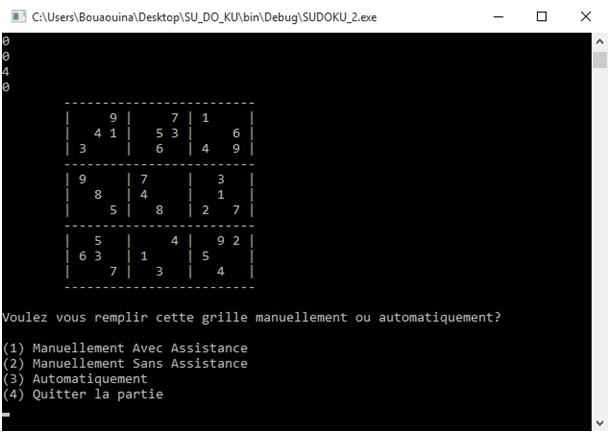 C:\Users\Bouaouina\Desktop\SU_DO_KU\bin\Debug\SUDOKU_2.exe
0
0
4
0
-------------------------
|     9 |     7 | 1     |
|   4 1 |   5 3 |     6 |
| 3     |   6   | 4   9 |
-------------------------
| 9     | 7     |   3   |
|   8   | 4     |   1   |
|     5 |   8   | 2   7 |
-------------------------
|   5   |     4 |   9 2 |
| 6 3   | 1     | 5     |
|     7 |   3   |   4   |
-------------------------
Voulez vous remplir cette grille manuellement ou automatiquement?
(1) Manuellement Avec Assistance
(2) Manuellement Sans Assistance
(3) Automatiquement
(4) Quitter la partie